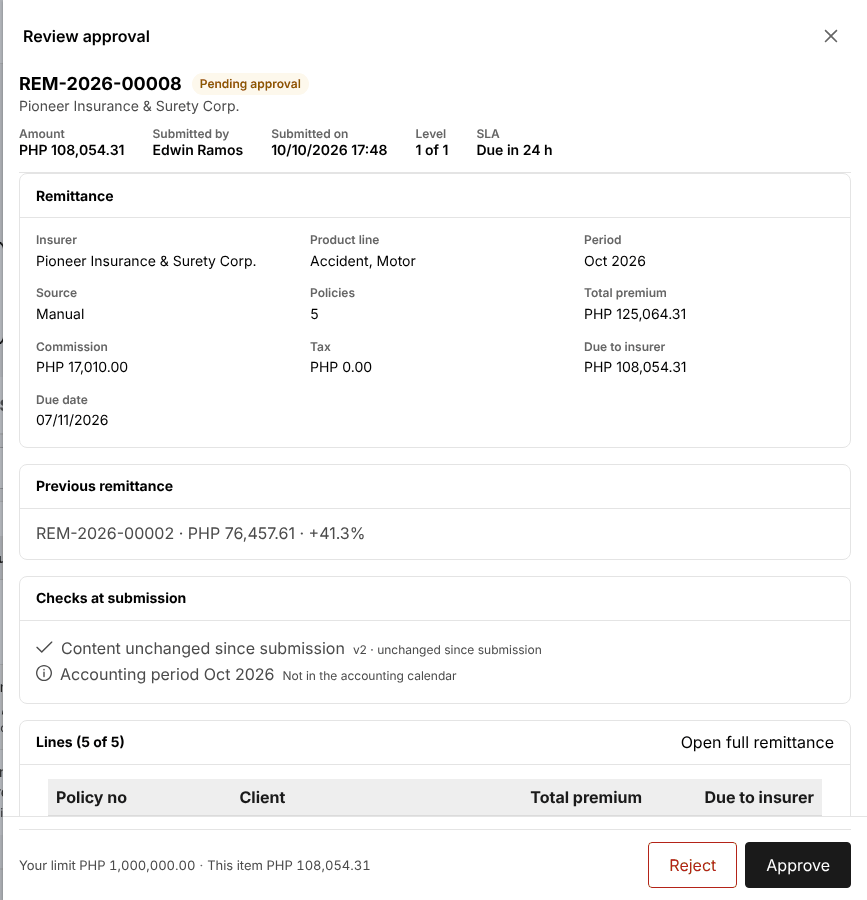 Review approval
REM-2026-00008 Pending approval
Pioneer Insurance & Surety Corp.
Amount Submitted by Submitted on Level SLA
PHP 108,054.31 Edwin Ramos 10/10/2026 17:48 1 of 1 Due in 24 h
Remittance
Insurer Product line Period
Pioneer Insurance & Surety Corp. Accident, Motor Oct 2026
Source Policies Total premium
Manual 5 PHP 125,064.31
Commission Tax Due to insurer
PHP 17,010.00 PHP 0.00 PHP 108,054.31
Due date
07/11/2026
Previous remittance
REM-2026-00002 · PHP 76,457.61 · +41.3%
Checks at submission
Content unchanged since submission v2 · unchanged since submission
Accounting period Oct 2026 Not in the accounting calendar
Lines (5 of 5) Open full remittance
Policy no Client Total premium Due to insurer
Your limit PHP 1,000,000.00 · This item PHP 108,054.31 Reject Approve